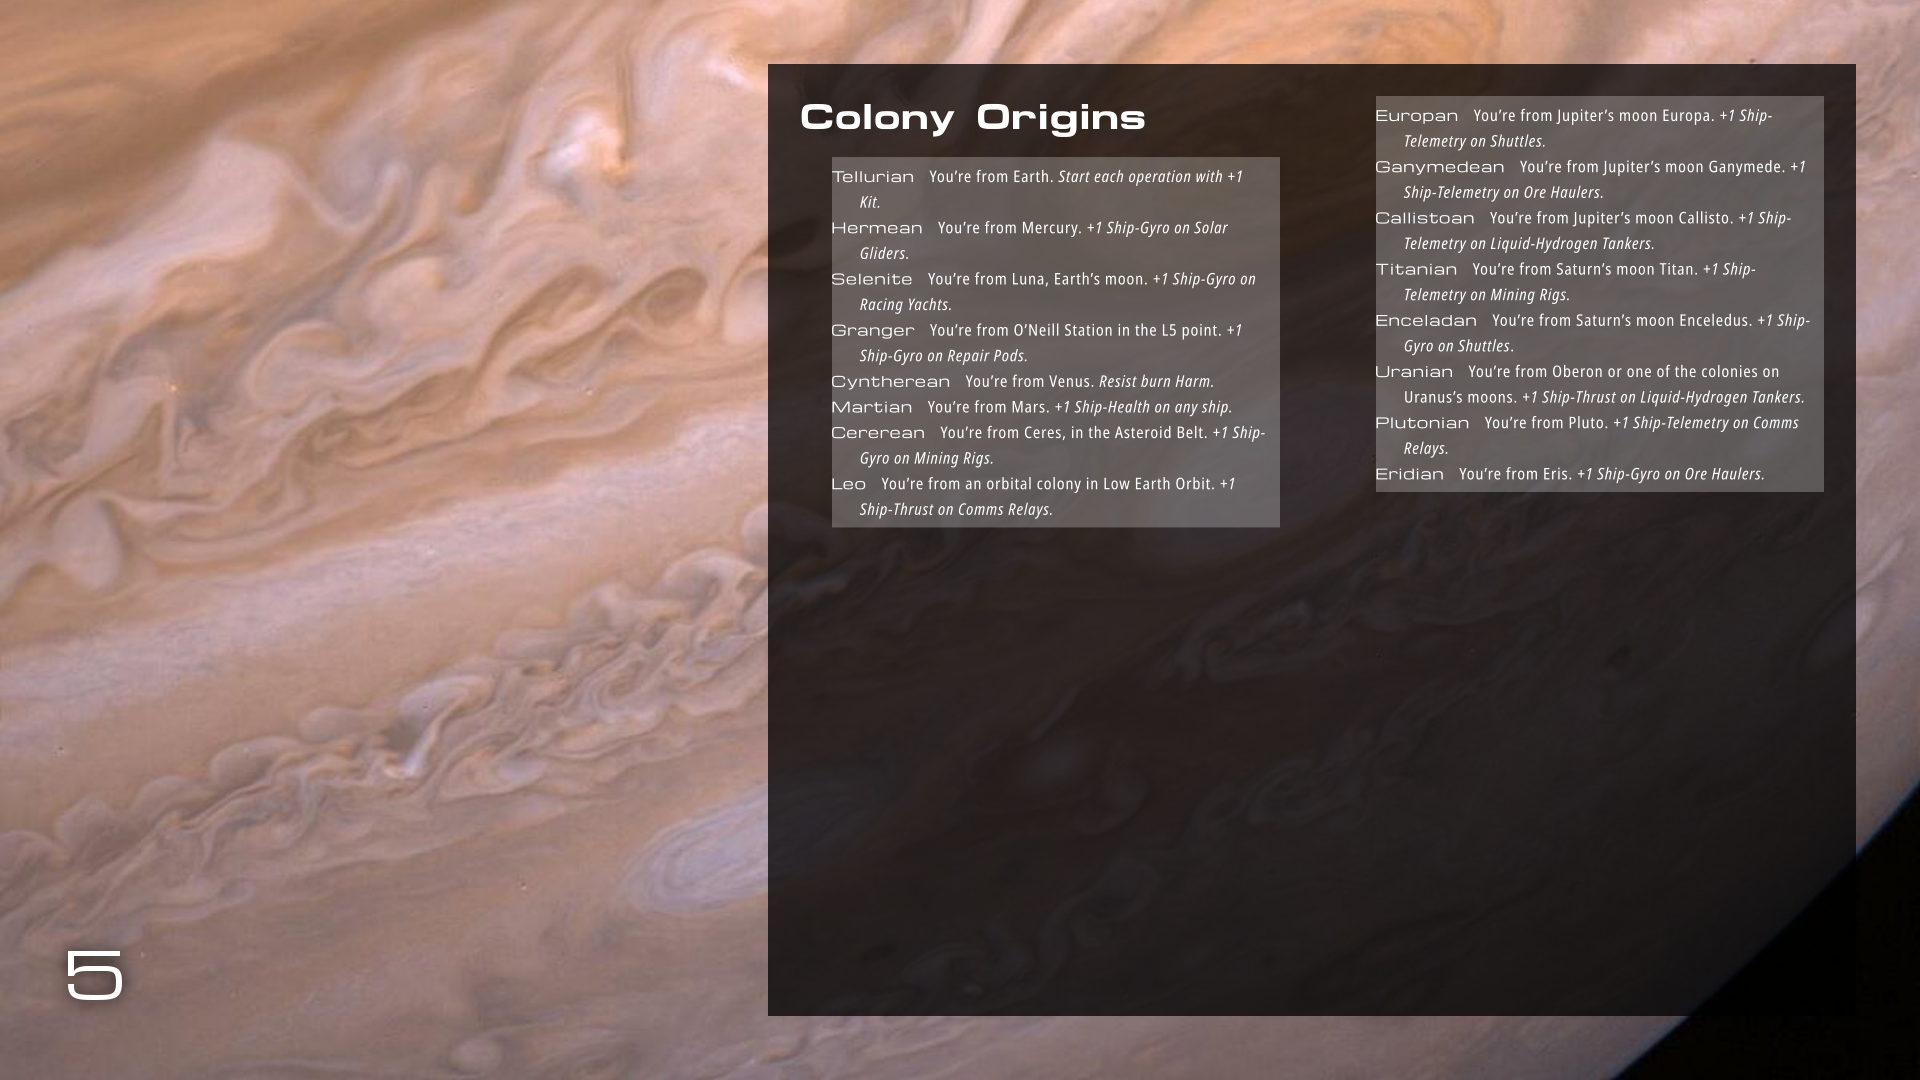 Colony Origins
Tellurian You’re from Earth. Start each operation with +1
Kit.
Hermean You’re from Mercury. +1 Ship-Gyro on Solar
Gliders.
Selenite You’re from Luna, Earth’s moon. +1 Ship-Gyro on
Racing Yachts.
Granger You’re from O’Neill Station in the L5 point. +1
Ship-Gyro on Repair Pods.
Cyntherean You’re from Venus. Resist burn Harm.
Martian You’re from Mars. +1 Ship-Health on any ship.
Cererean You’re from Ceres, in the Asteroid Belt. +1 Ship-
Gyro on Mining Rigs.
Leo You’re from an orbital colony in Low Earth Orbit. +1
Ship-Thrust on Comms Relays.
Europan You’re from Jupiter’s moon Europa. +1 Ship-
Telemetry on Shuttles.
Ganymedean You’re from Jupiter’s moon Ganymede. +1
Ship-Telemetry on Ore Haulers.
Callistoan You’re from Jupiter’s moon Callisto. +1 Ship-
Telemetry on Liquid-Hydrogen Tankers.
Titanian You’re from Saturn’s moon Titan. +1 Ship-
Telemetry on Mining Rigs.
Enceladan You’re from Saturn’s moon Enceledus. +1 Ship-
Gyro on Shuttles.
Uranian You’re from Oberon or one of the colonies on
Uranus’s moons. +1 Ship-Thrust on Liquid-Hydrogen Tankers.
Plutonian You’re from Pluto. +1 Ship-Telemetry on Comms
Relays.
Eridian You’re from Eris. +1 Ship-Gyro on Ore Haulers.
5